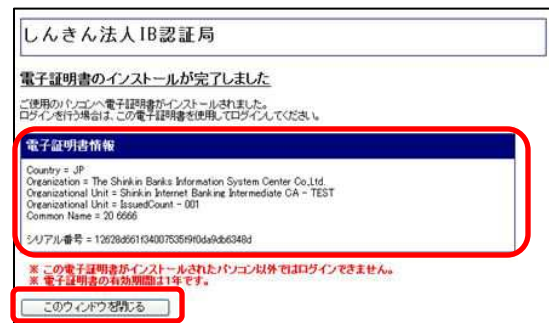 しんきん法人IB認証局
電子証明書のインストールが完了しました
ご使用のパソコンへ電子証明書がインストールされました。
ログインを行う場合は、この電子証明書を使用してログインしてください。
電子証明書情報
Country = JP
Organization = The Shinkin Banks Information System Center Co.,Ltd.
Organizational Unit = Shinkin Internet Banking Intermediate CA - TEST
Organizational Unit = IssuedCount - 001
Common Name = 20 6666
シリアル番号 =
※ この電子証明書がインストールされたパソコン以外ではログインできません。
※ 電子証明書の有効期間は1年です。
このウィンドウを閉じる